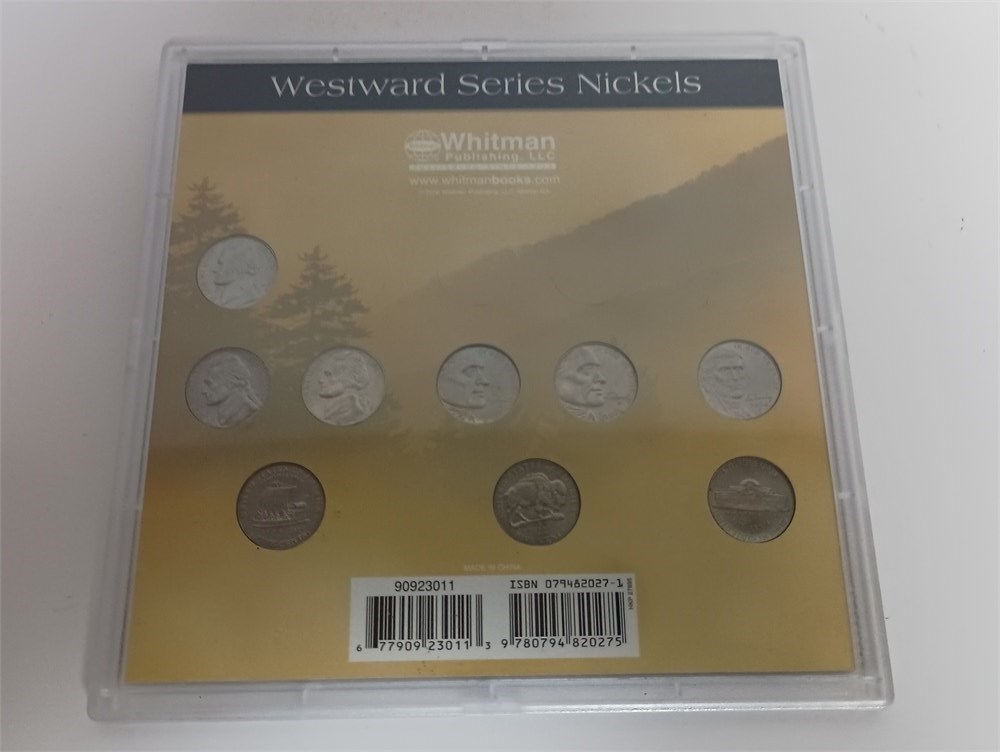 Westward Series Nickels
Whitman
Publishing, LLC
www.whitmanbooks.com
MADE IN CHINA
90923011
ISBN 079482027-1
6 77909 23011 3
9 780794 820275